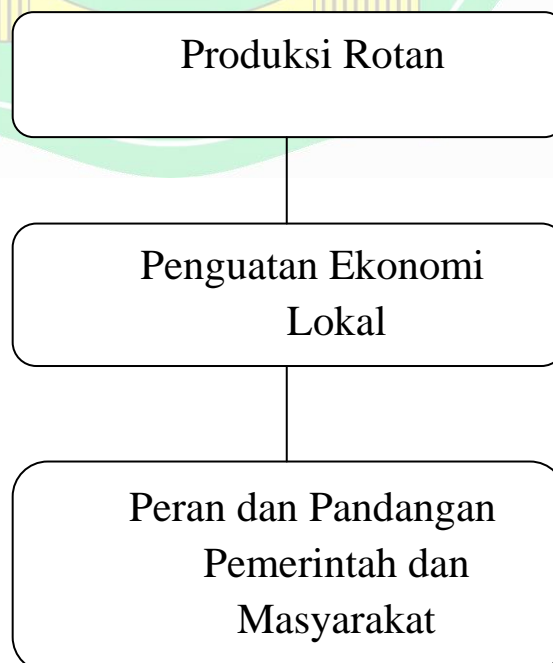 Produksi Rotan
Penguatan Ekonomi
Lokal
Peran dan Pandangan
Pemerintah dan
Masyarakat